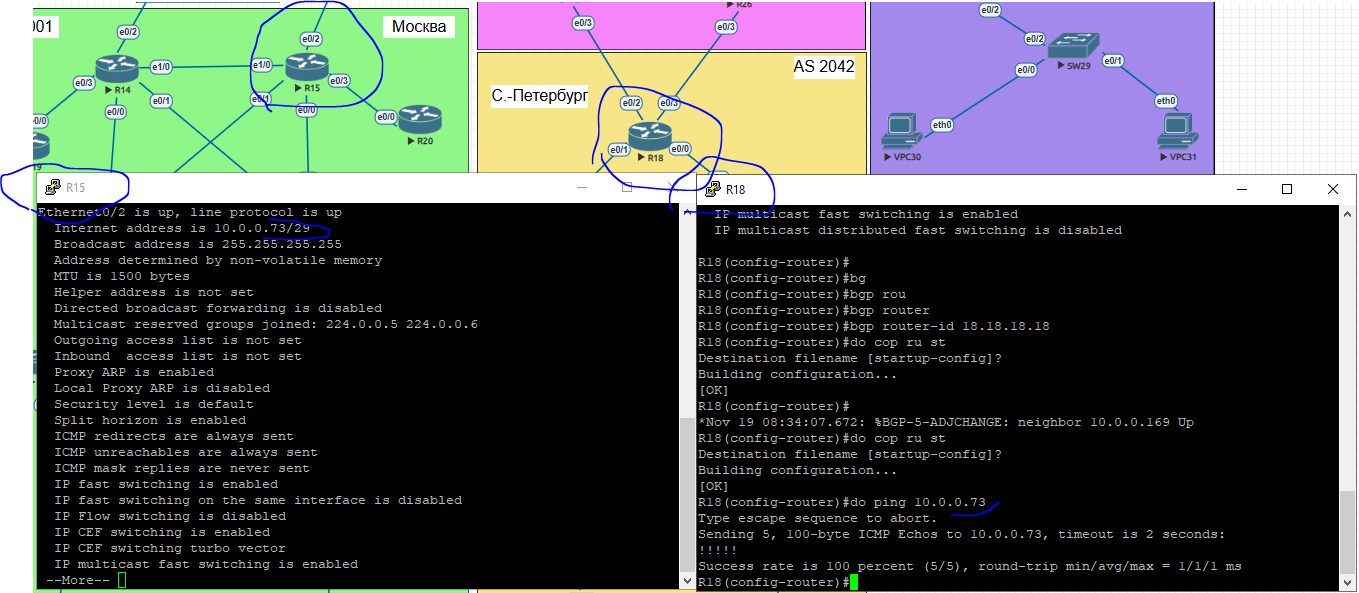 001
Москва
e0/2
e0/2
e1/0
e1/0
e0/3
R14
R15
e0/3
e0/1
e0/1
e0/0
e0/0
e0/0
R20
R26
e0/3
e0/3
AS 2042
С.-Петербург
e0/2
e0/3
e0/1
R18
e0/0
e0/2
e0/2
SW29
e0/0
e0/1
eth0
eth0
VPC30
VPC31
R15
Ethernet0/2 is up, line protocol is up
Internet address is 10.0.0.73/29
Broadcast address is 255.255.255.255
Address determined by non-volatile memory
MTU is 1500 bytes
Helper address is not set
Directed broadcast forwarding is disabled
Multicast reserved groups joined: 224.0.0.5 224.0.0.6
Outgoing access list is not set
Inbound  access list is not set
Proxy ARP is enabled
Local Proxy ARP is disabled
Security level is default
Split horizon is enabled
ICMP redirects are always sent
ICMP unreachables are always sent
ICMP mask replies are never sent
IP fast switching is enabled
IP fast switching on the same interface is disabled
IP Flow switching is disabled
IP CEF switching is enabled
IP CEF switching turbo vector
IP multicast fast switching is enabled
--More--
R18
IP multicast fast switching is enabled
IP multicast distributed fast switching is disabled
R18(config-router)#
R18(config-router)#bg
R18(config-router)#bgp rou
R18(config-router)#bgp router
R18(config-router)#bgp router-id 18.18.18.18
R18(config-router)#do cop ru st
Destination filename [startup-config]?
Building configuration...
[OK]
R18(config-router)#
*Nov 19 08:34:07.672: %BGP-5-ADJCHANGE: neighbor 10.0.0.169 Up
R18(config-router)#do cop ru st
Destination filename [startup-config]?
Building configuration...
[OK]
R18(config-router)#do ping 10.0.0.73
Type escape sequence to abort.
Sending 5, 100-byte ICMP Echos to 10.0.0.73, timeout is 2 seconds:
!!!!!
Success rate is 100 percent (5/5), round-trip min/avg/max = 1/1/1 ms
R18(config-router)#